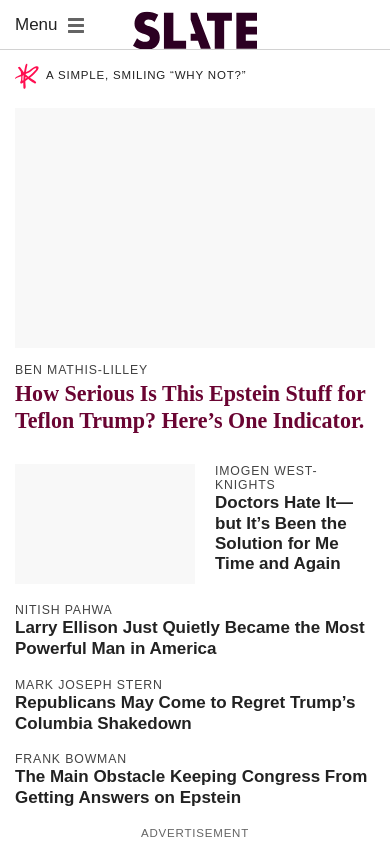 Menu
SLATE
A SIMPLE, SMILING “WHY NOT?”
BEN MATHIS-LILLEY
How Serious Is This Epstein Stuff for
Teflon Trump? Here’s One Indicator.
IMOGEN WEST-
KNIGHTS
Doctors Hate It—
but It’s Been the
Solution for Me
Time and Again
NITISH PAHWA
Larry Ellison Just Quietly Became the Most
Powerful Man in America
MARK JOSEPH STERN
Republicans May Come to Regret Trump’s
Columbia Shakedown
FRANK BOWMAN
The Main Obstacle Keeping Congress From
Getting Answers on Epstein
ADVERTISEMENT